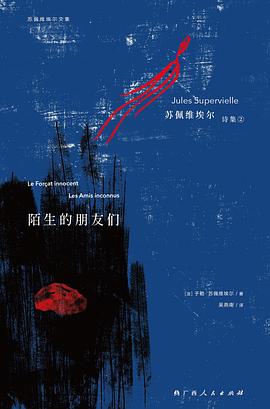 苏佩维埃尔文集
Jules Supervielle
苏佩维埃尔 诗集②
Le Forçat innocent
Les Amis inconnus
陌生的朋友们
[法] 子勒·苏佩维埃尔 著
吴燕南 译
广西人民出版社